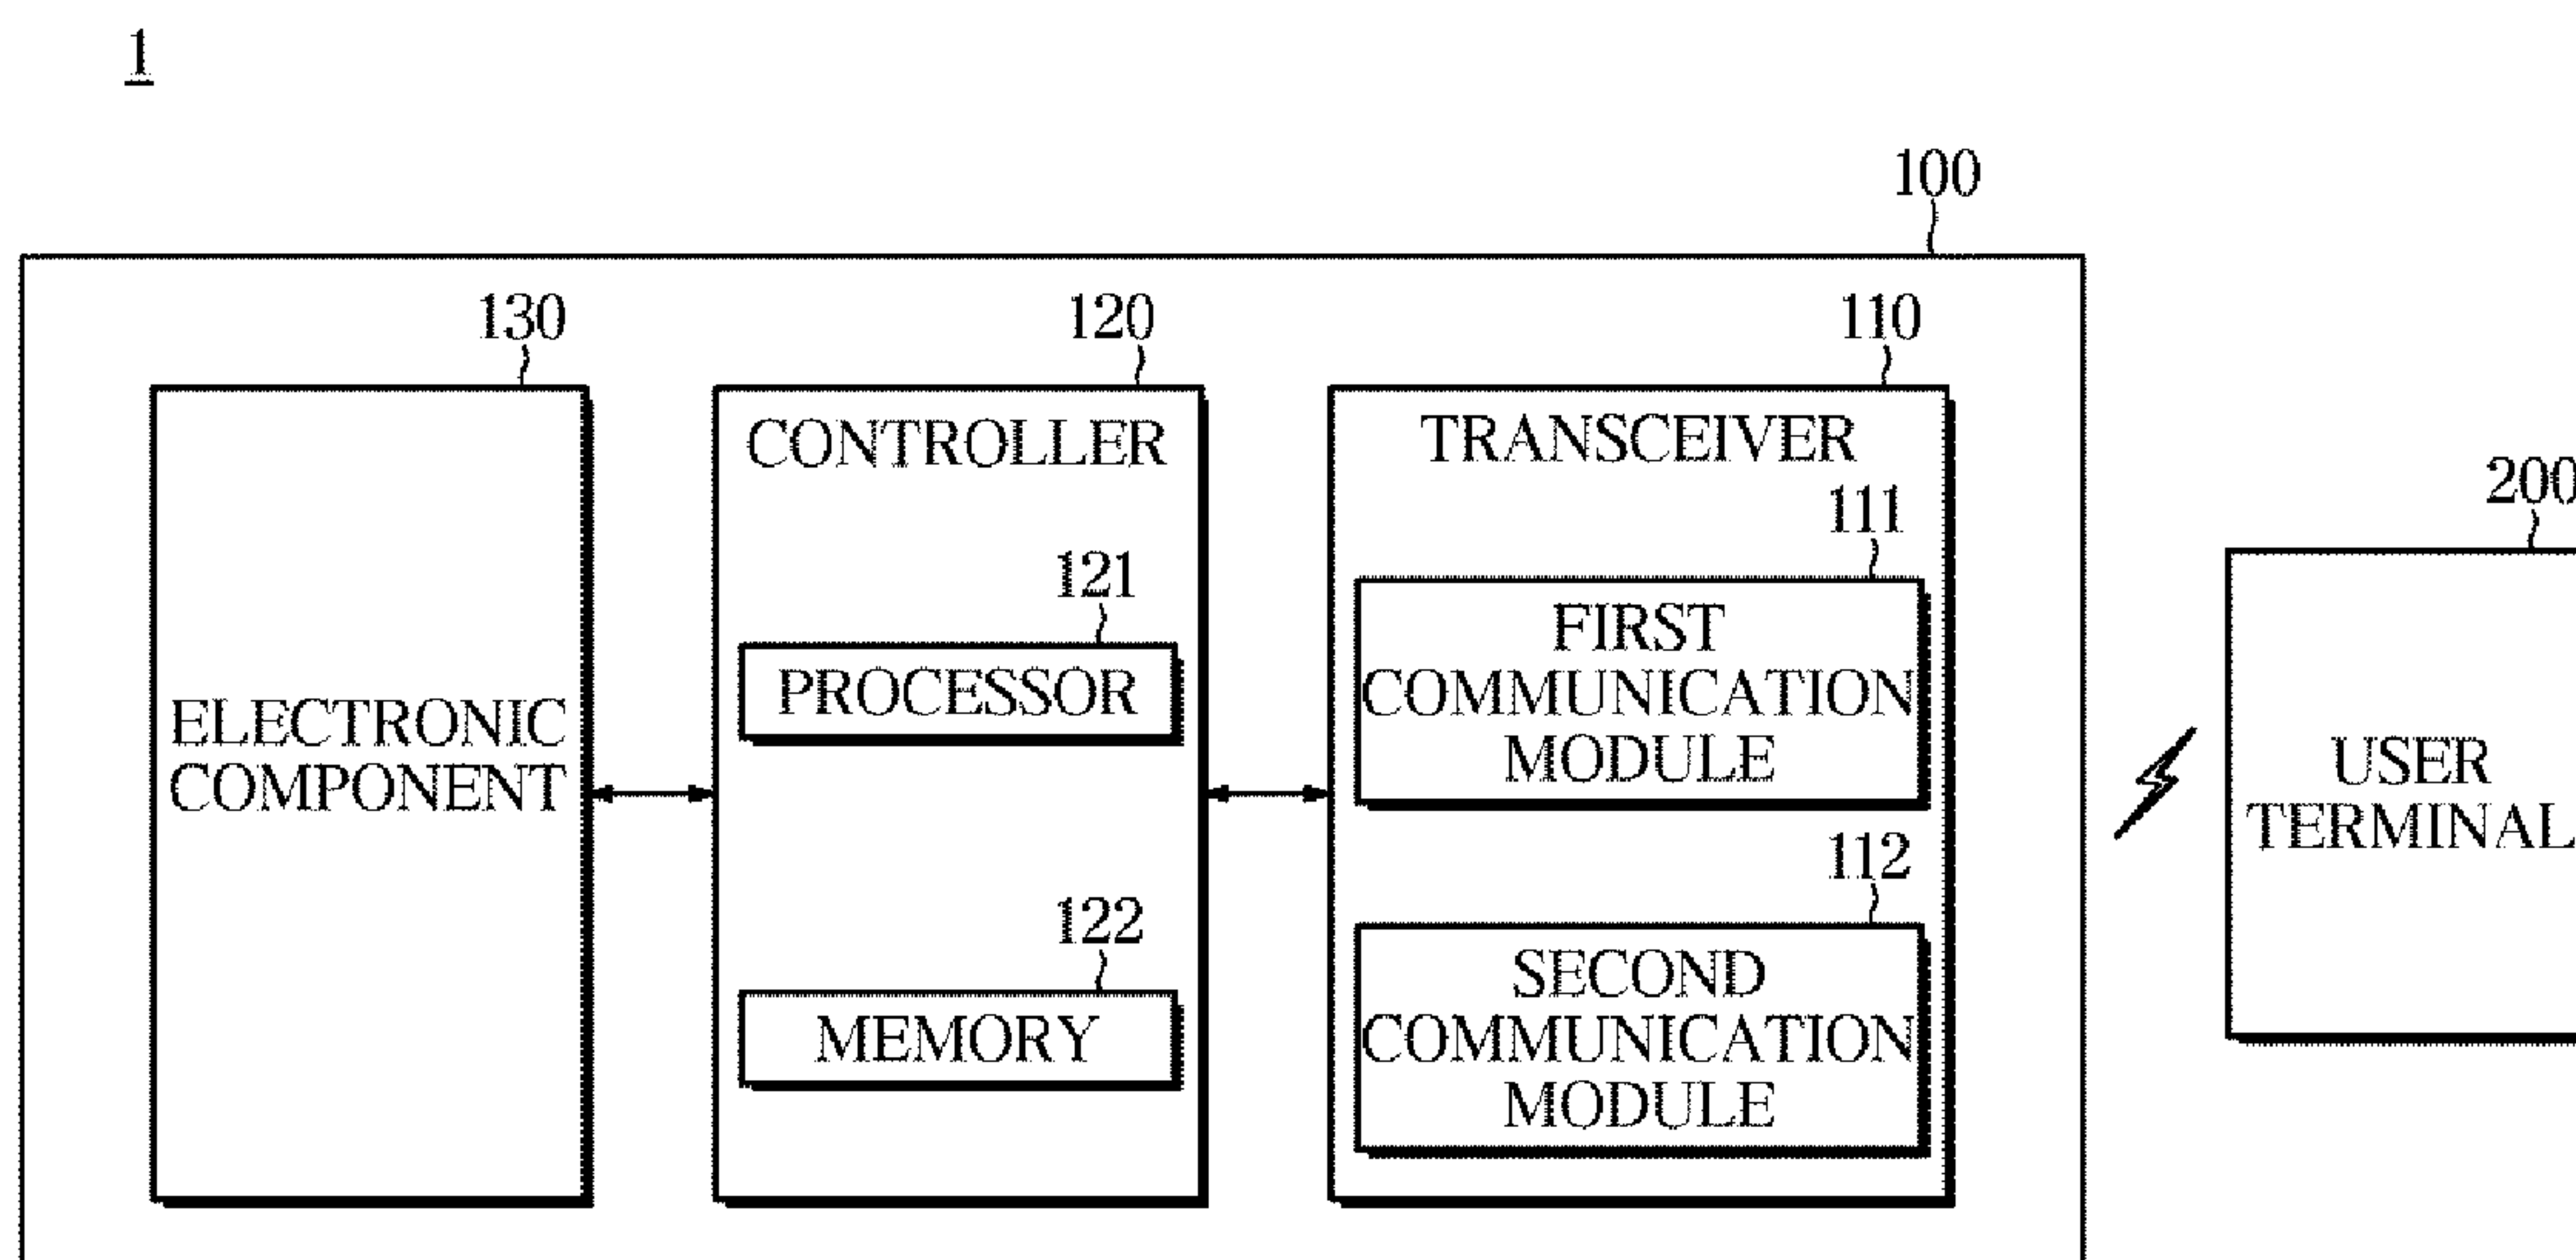 1
100
130
120
110
CONTROLLER
TRANSCEIVER
111
FIRST
COMMUNICATION
MODULE
121
PROCESSOR
ELECTRONIC
COMPONENT
112
SECOND
COMMUNICATION
MODULE
122
MEMORY
200
USER
TERMINAL